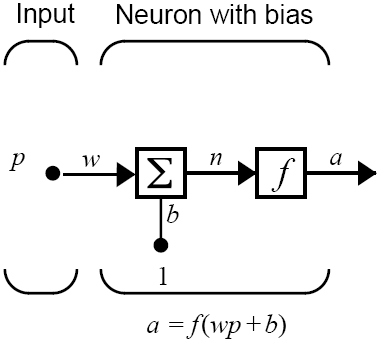 Input Neuron with bias
p w Σ n f a
b
1
a = f(wp + b)